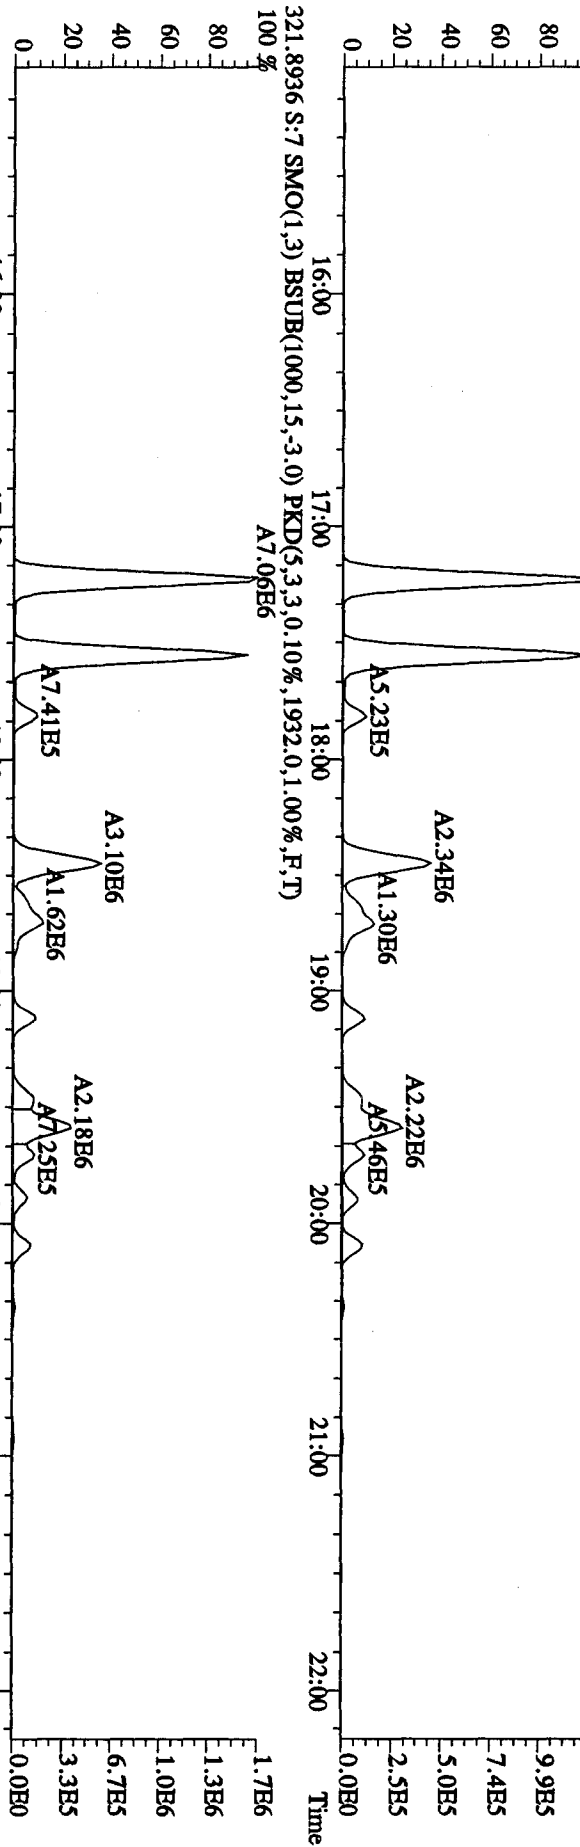 80
60
40
20
0
A5.23E5
A2.34E6
A1.30E6
A2.22E6
A5.46E5
9.9E5
7.4E5
5.0E5
2.5E5
0.0E0
16:00
17:00
18:00
19:00
20:00
21:00
22:00
Time
321.8936 S:7 SMO(1,3) BSUB(1000,15,-3.0) PKD(5,3,3,0.10%,1932.0,1.00%,F,T)
100 %
80
60
40
20
0
A7.06E6
A7.41E5
A3.10E6
A1.62E6
A2.18E6
A7.25E5
1.7E6
1.3E6
1.0E6
6.7E5
3.3E5
0.0E0